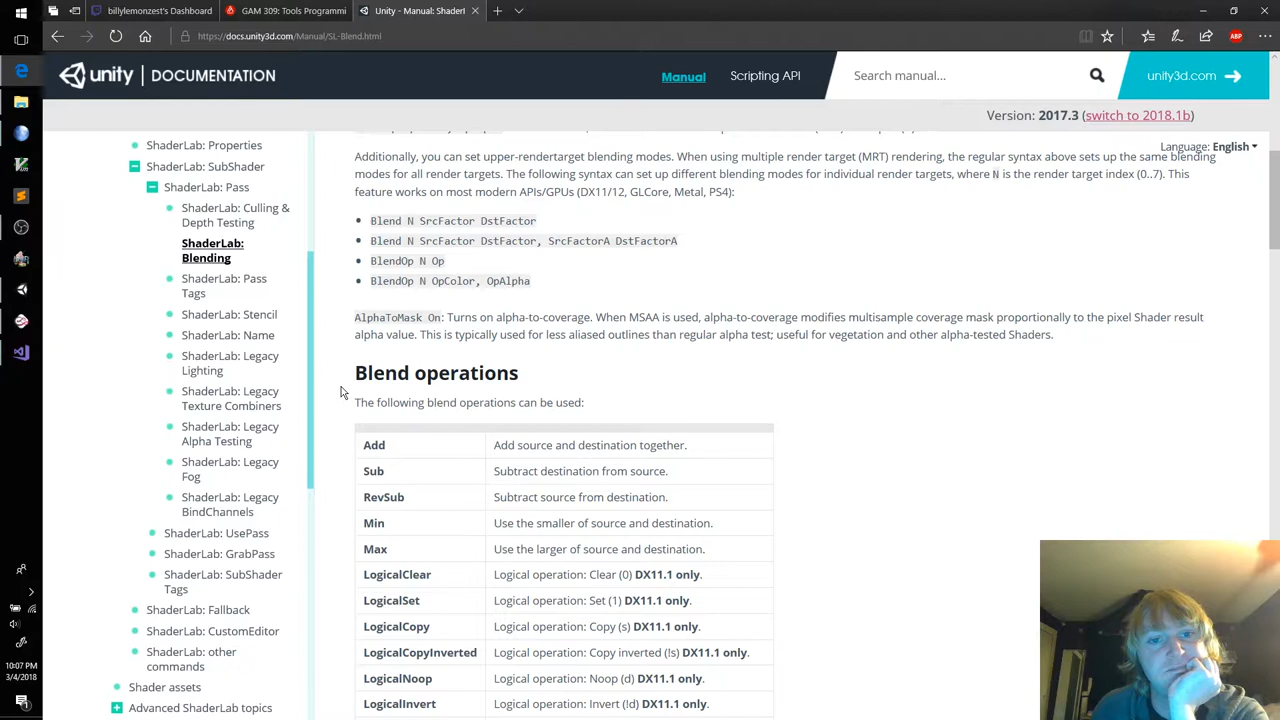 billylemonzest's Dashboard
GAM 309: Tools Programmi
Unity - Manual: ShaderL
https://docs.unity3d.com/Manual/SL-Blend.html
ABP
unity | DOCUMENTATION
Manual
Scripting API
Search manual...
unity3d.com
Version: 2017.3 (switch to 2018.1b)
Language: English
ShaderLab: Properties
ShaderLab: SubShader
ShaderLab: Pass
ShaderLab: Culling &
Depth Testing
ShaderLab:
Blending
ShaderLab: Pass
Tags
ShaderLab: Stencil
ShaderLab: Name
ShaderLab: Legacy
Lighting
ShaderLab: Legacy
Texture Combiners
ShaderLab: Legacy
Alpha Testing
ShaderLab: Legacy
Fog
ShaderLab: Legacy
BindChannels
ShaderLab: UsePass
ShaderLab: GrabPass
ShaderLab: SubShader
Tags
ShaderLab: Fallback
ShaderLab: CustomEditor
ShaderLab: other
commands
Shader assets
Advanced ShaderLab topics
Additionally, you can set upper-rendertarget blending modes. When using multiple render target (MRT) rendering, the regular syntax above sets up the same blending
modes for all render targets. The following syntax can set up different blending modes for individual render targets, where N is the render target index (0..7). This
feature works on most modern APIs/GPUs (DX11/12, GLCore, Metal, PS4):
Blend N SrcFactor DstFactor
Blend N SrcFactor DstFactor, SrcFactorA DstFactorA
BlendOp N Op
BlendOp N OpColor, OpAlpha
AlphaToMask On: Turns on alpha-to-coverage. When MSAA is used, alpha-to-coverage modifies multisample coverage mask proportionally to the pixel Shader result
alpha value. This is typically used for less aliased outlines than regular alpha test; useful for vegetation and other alpha-tested Shaders.
Blend operations
The following blend operations can be used:
Add Add source and destination together.
Sub Subtract destination from source.
RevSub Subtract source from destination.
Min Use the smaller of source and destination.
Max Use the larger of source and destination.
LogicalClear Logical operation: Clear (0) DX11.1 only.
LogicalSet Logical operation: Set (1) DX11.1 only.
LogicalCopy Logical operation: Copy (s) DX11.1 only.
LogicalCopyInverted Logical operation: Copy inverted (!s) DX11.1 only.
LogicalNoop Logical operation: Noop (d) DX11.1 only.
LogicalInvert Logical operation: Invert (!d) DX11.1 only.
10:07 PM
3/4/2018